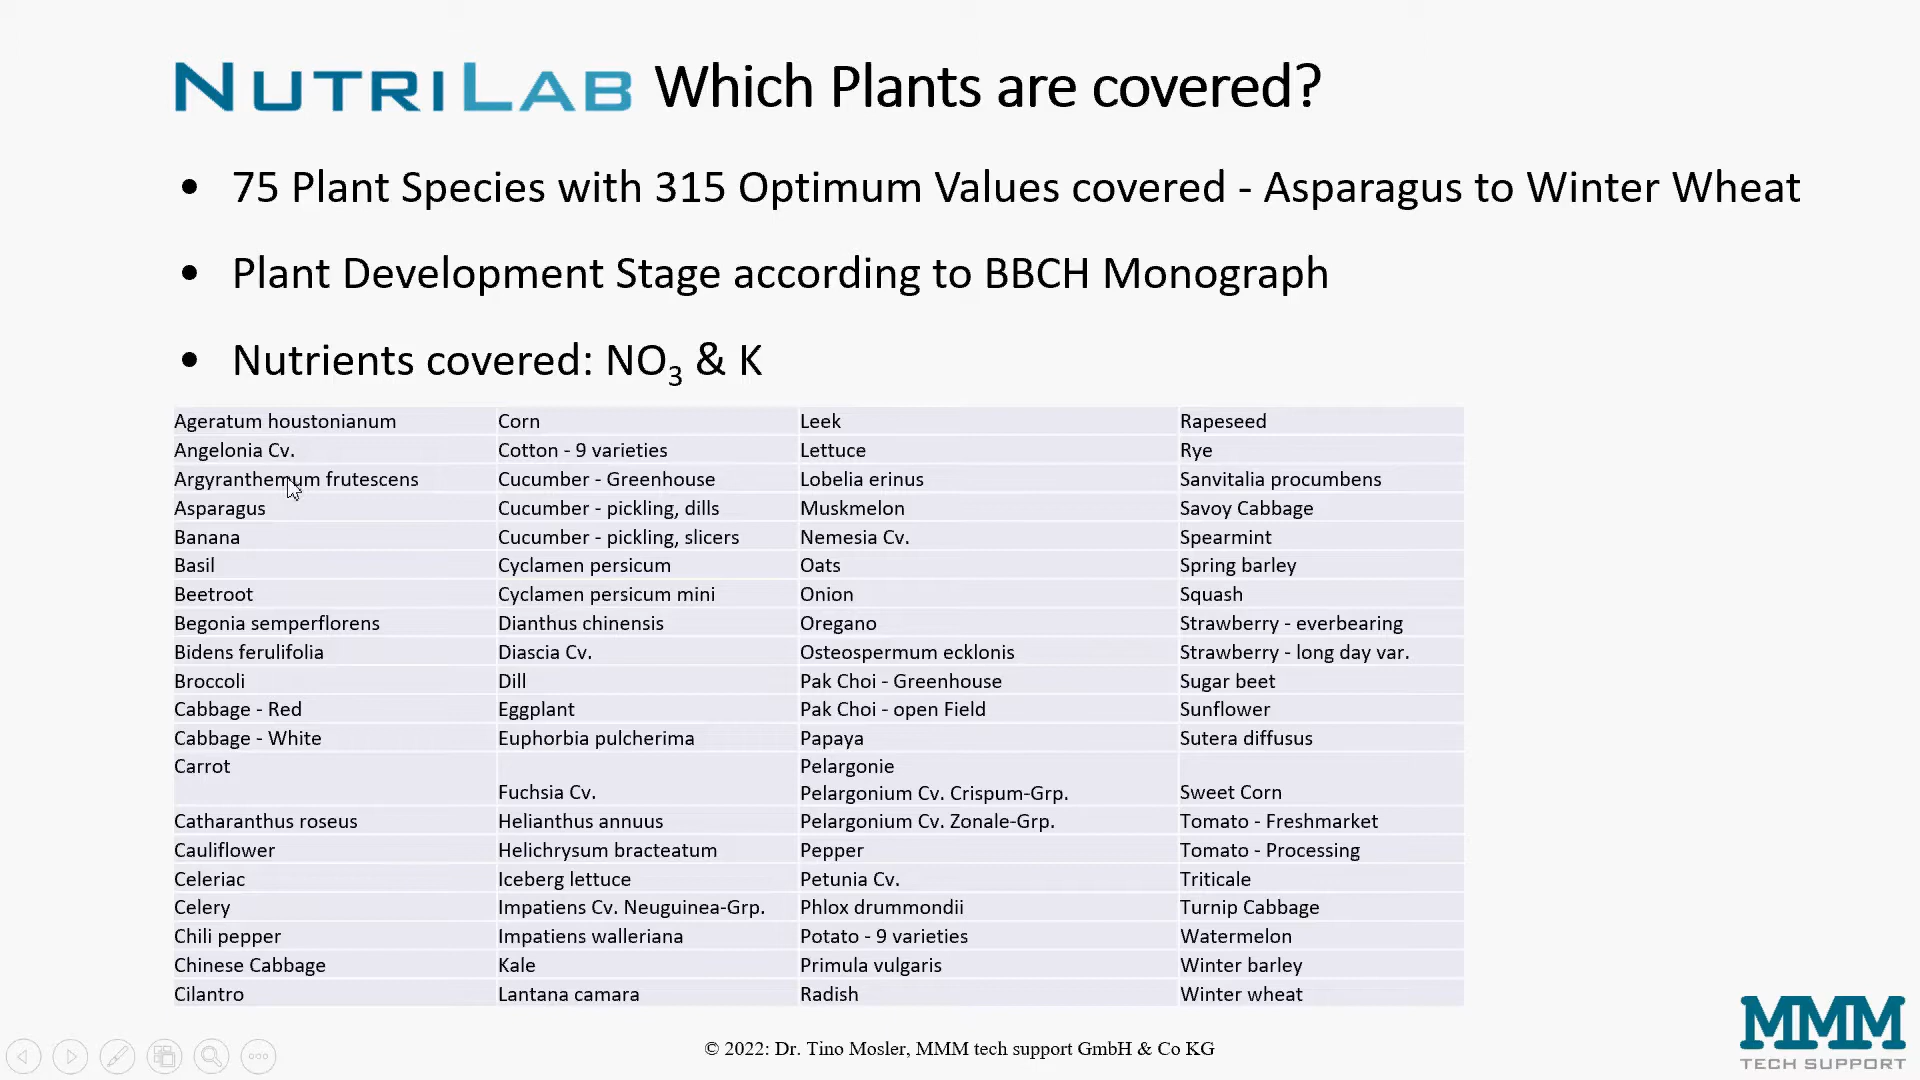 NUTRILAB Which Plants are covered?
• 75 Plant Species with 315 Optimum Values covered - Asparagus to Winter Wheat
• Plant Development Stage according to BBCH Monograph
• Nutrients covered: NO3 & K
Ageratum houstonianum Corn Leek Rapeseed
Angelonia Cv. Cotton - 9 varieties Lettuce Rye
Argyranthemum frutescens Cucumber - Greenhouse Lobelia erinus Sanvitalia procumbens
Asparagus Cucumber - pickling, dills Muskmelon Savoy Cabbage
Banana Cucumber - pickling, slicers Nemesia Cv. Spearmint
Basil Cyclamen persicum Oats Spring barley
Beetroot Cyclamen persicum mini Onion Squash
Begonia semperflorens Dianthus chinensis Oregano Strawberry - everbearing
Bidens ferulifolia Diascia Cv. Osteospermum ecklonis Strawberry - long day var.
Broccoli Dill Pak Choi - Greenhouse Sugar beet
Cabbage - Red Eggplant Pak Choi - open Field Sunflower
Cabbage - White Euphorbia pulcherima Papaya Sutera diffusus
Carrot Pelargonie
Fuchsia Cv. Pelargonium Cv. Crispum-Grp. Sweet Corn
Catharanthus roseus Helianthus annuus Pelargonium Cv. Zonale-Grp. Tomato - Freshmarket
Cauliflower Helichrysum bracteatum Pepper Tomato - Processing
Celeriac Iceberg lettuce Petunia Cv. Triticale
Celery Impatiens Cv. Neuguinea-Grp. Phlox drummondii Turnip Cabbage
Chili pepper Impatiens walleriana Potato - 9 varieties Watermelon
Chinese Cabbage Kale Primula vulgaris Winter barley
Cilantro Lantana camara Radish Winter wheat
© 2022: Dr. Tino Mosler, MMM tech support GmbH & Co KG
MMM
TECH SUPPORT